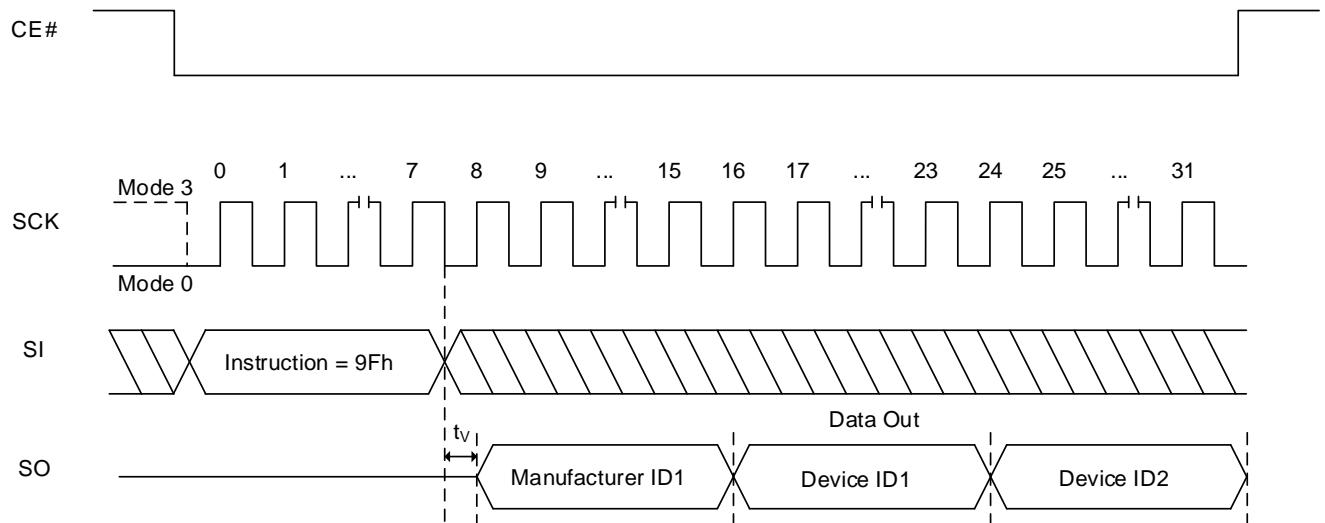 CE#
0 1 ... 7 8 9 ... 15 16 17 ... 23 24 25 ... 31
Mode 3
SCK
Mode 0
SI
Instruction = 9Fh
Data Out
tV
SO
Manufacturer ID1
Device ID1
Device ID2